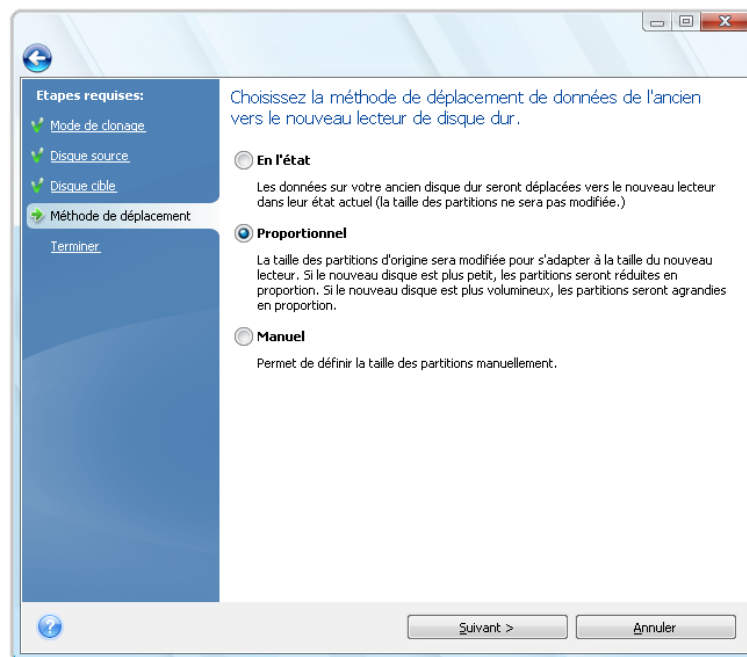 Etapes requises:
Mode de clonage
Disque source
Disque cible
Méthode de déplacement
Terminer
Choisissez la méthode de déplacement de données de l'ancien
vers le nouveau lecteur de disque dur.
En l'état
Les données sur votre ancien disque dur seront déplacées vers le nouveau lecteur
dans leur état actuel (la taille des partitions ne sera pas modifiée.)
Proportionnel
La taille des partitions d'origine sera modifiée pour s'adapter à la taille du nouveau
lecteur. Si le nouveau disque est plus petit, les partitions seront réduites en
proportion. Si le nouveau disque est plus volumineux, les partitions seront agrandies
en proportion.
Manuel
Permet de définir la taille des partitions manuellement.
Suivant >
Annuler